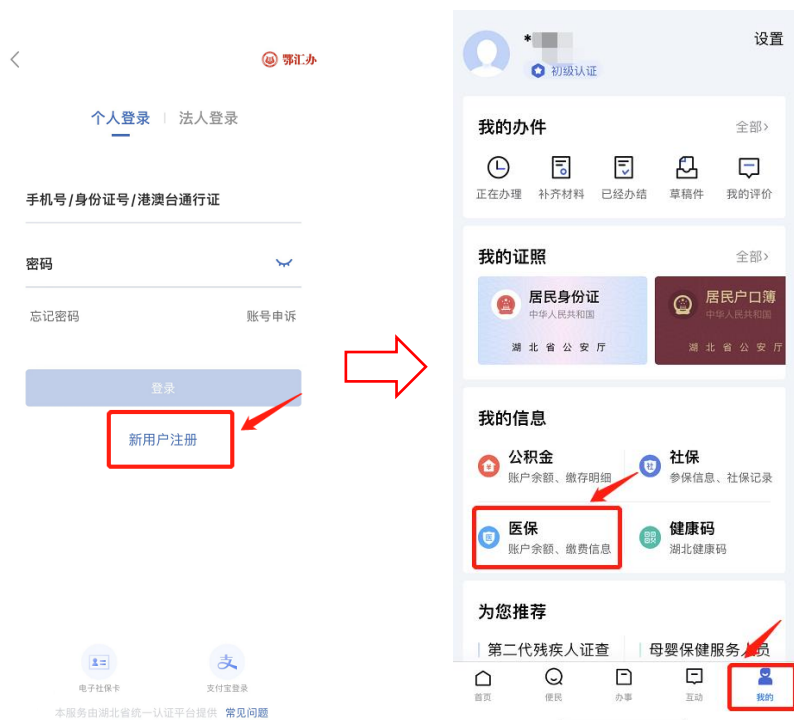 鄂汇办
个人登录 法人登录
手机号/身份证号/港澳台通行证
密码
忘记密码 账号申诉
登录
新用户注册
电子社保卡 支付宝登录
本服务由湖北省统一认证平台提供 常见问题
* 设置
初级认证
我的办件 全部>
正在办理 补齐材料 已经办结 草稿件 我的评价
我的证照 全部>
居民身份证
中华人民共和国
湖北省公安厅
居民户口簿
中华人民共和国
湖北省公安厅
我的信息
公积金
账户余额、缴存明细
社保
参保信息、社保记录
医保
账户余额、缴费信息
健康码
湖北健康码
为您推荐
第二代残疾人证查 母婴保健服务人员
首页 便民 办事 互动 我的